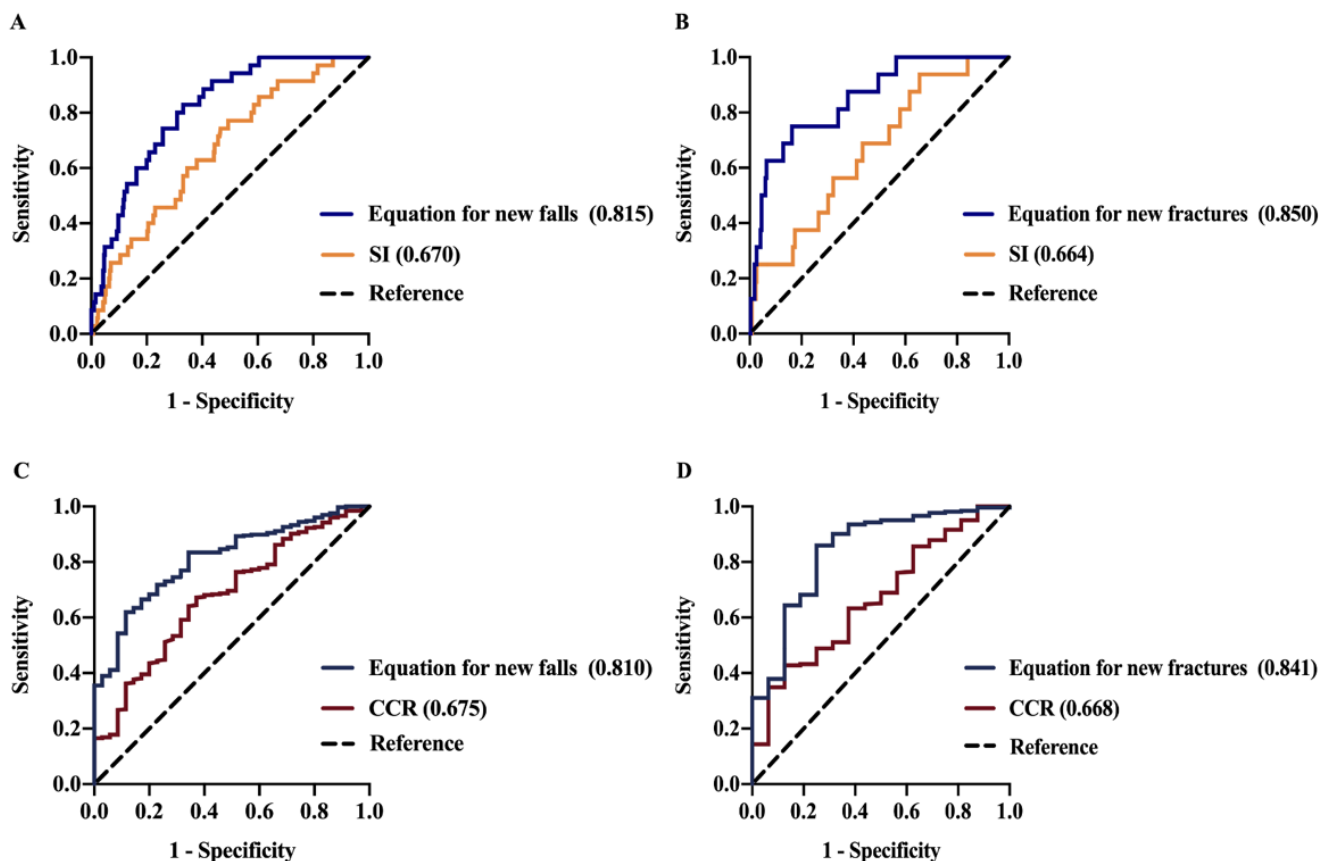 A
1.0
0.8
0.6
0.4
0.2
0.0
Sensitivity
0.0 0.2 0.4 0.6 0.8 1.0
1 - Specificity
Equation for new falls (0.815)
SI (0.670)
Reference
B
1.0
0.8
0.6
0.4
0.2
0.0
Sensitivity
0.0 0.2 0.4 0.6 0.8 1.0
1 - Specificity
Equation for new fractures (0.850)
SI (0.664)
Reference
C
1.0
0.8
0.6
0.4
0.2
0.0
Sensitivity
0.0 0.2 0.4 0.6 0.8 1.0
1 - Specificity
Equation for new falls (0.810)
CCR (0.675)
Reference
D
1.0
0.8
0.6
0.4
0.2
0.0
Sensitivity
0.0 0.2 0.4 0.6 0.8 1.0
1 - Specificity
Equation for new fractures (0.841)
CCR (0.668)
Reference